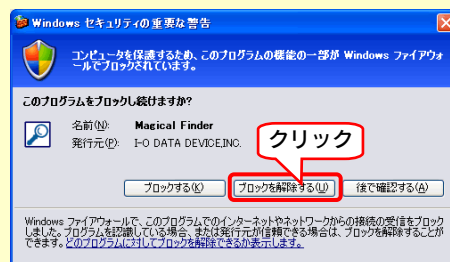 Windows セキュリティの重要な警告
コンピュータを保護するため、このプログラムの機能の一部が Windows ファイアウォ
ールでブロックされています。
このプログラムをブロックし続けますか?
名前(N): Magical Finder
発行元(P): I-O DATA DEVICE,INC.
クリック
ブロックする(K) ブロックを解除する(U) 後で確認する(A)
Windows ファイアウォールで、このプログラムでのインターネットやネットワークからの接続の受信をブロック
しました。プログラムを認識している場合、または発行元が信頼できる場合は、ブロックを解除することが
できます。どのプログラムに対してブロックを解除できるか表示します。